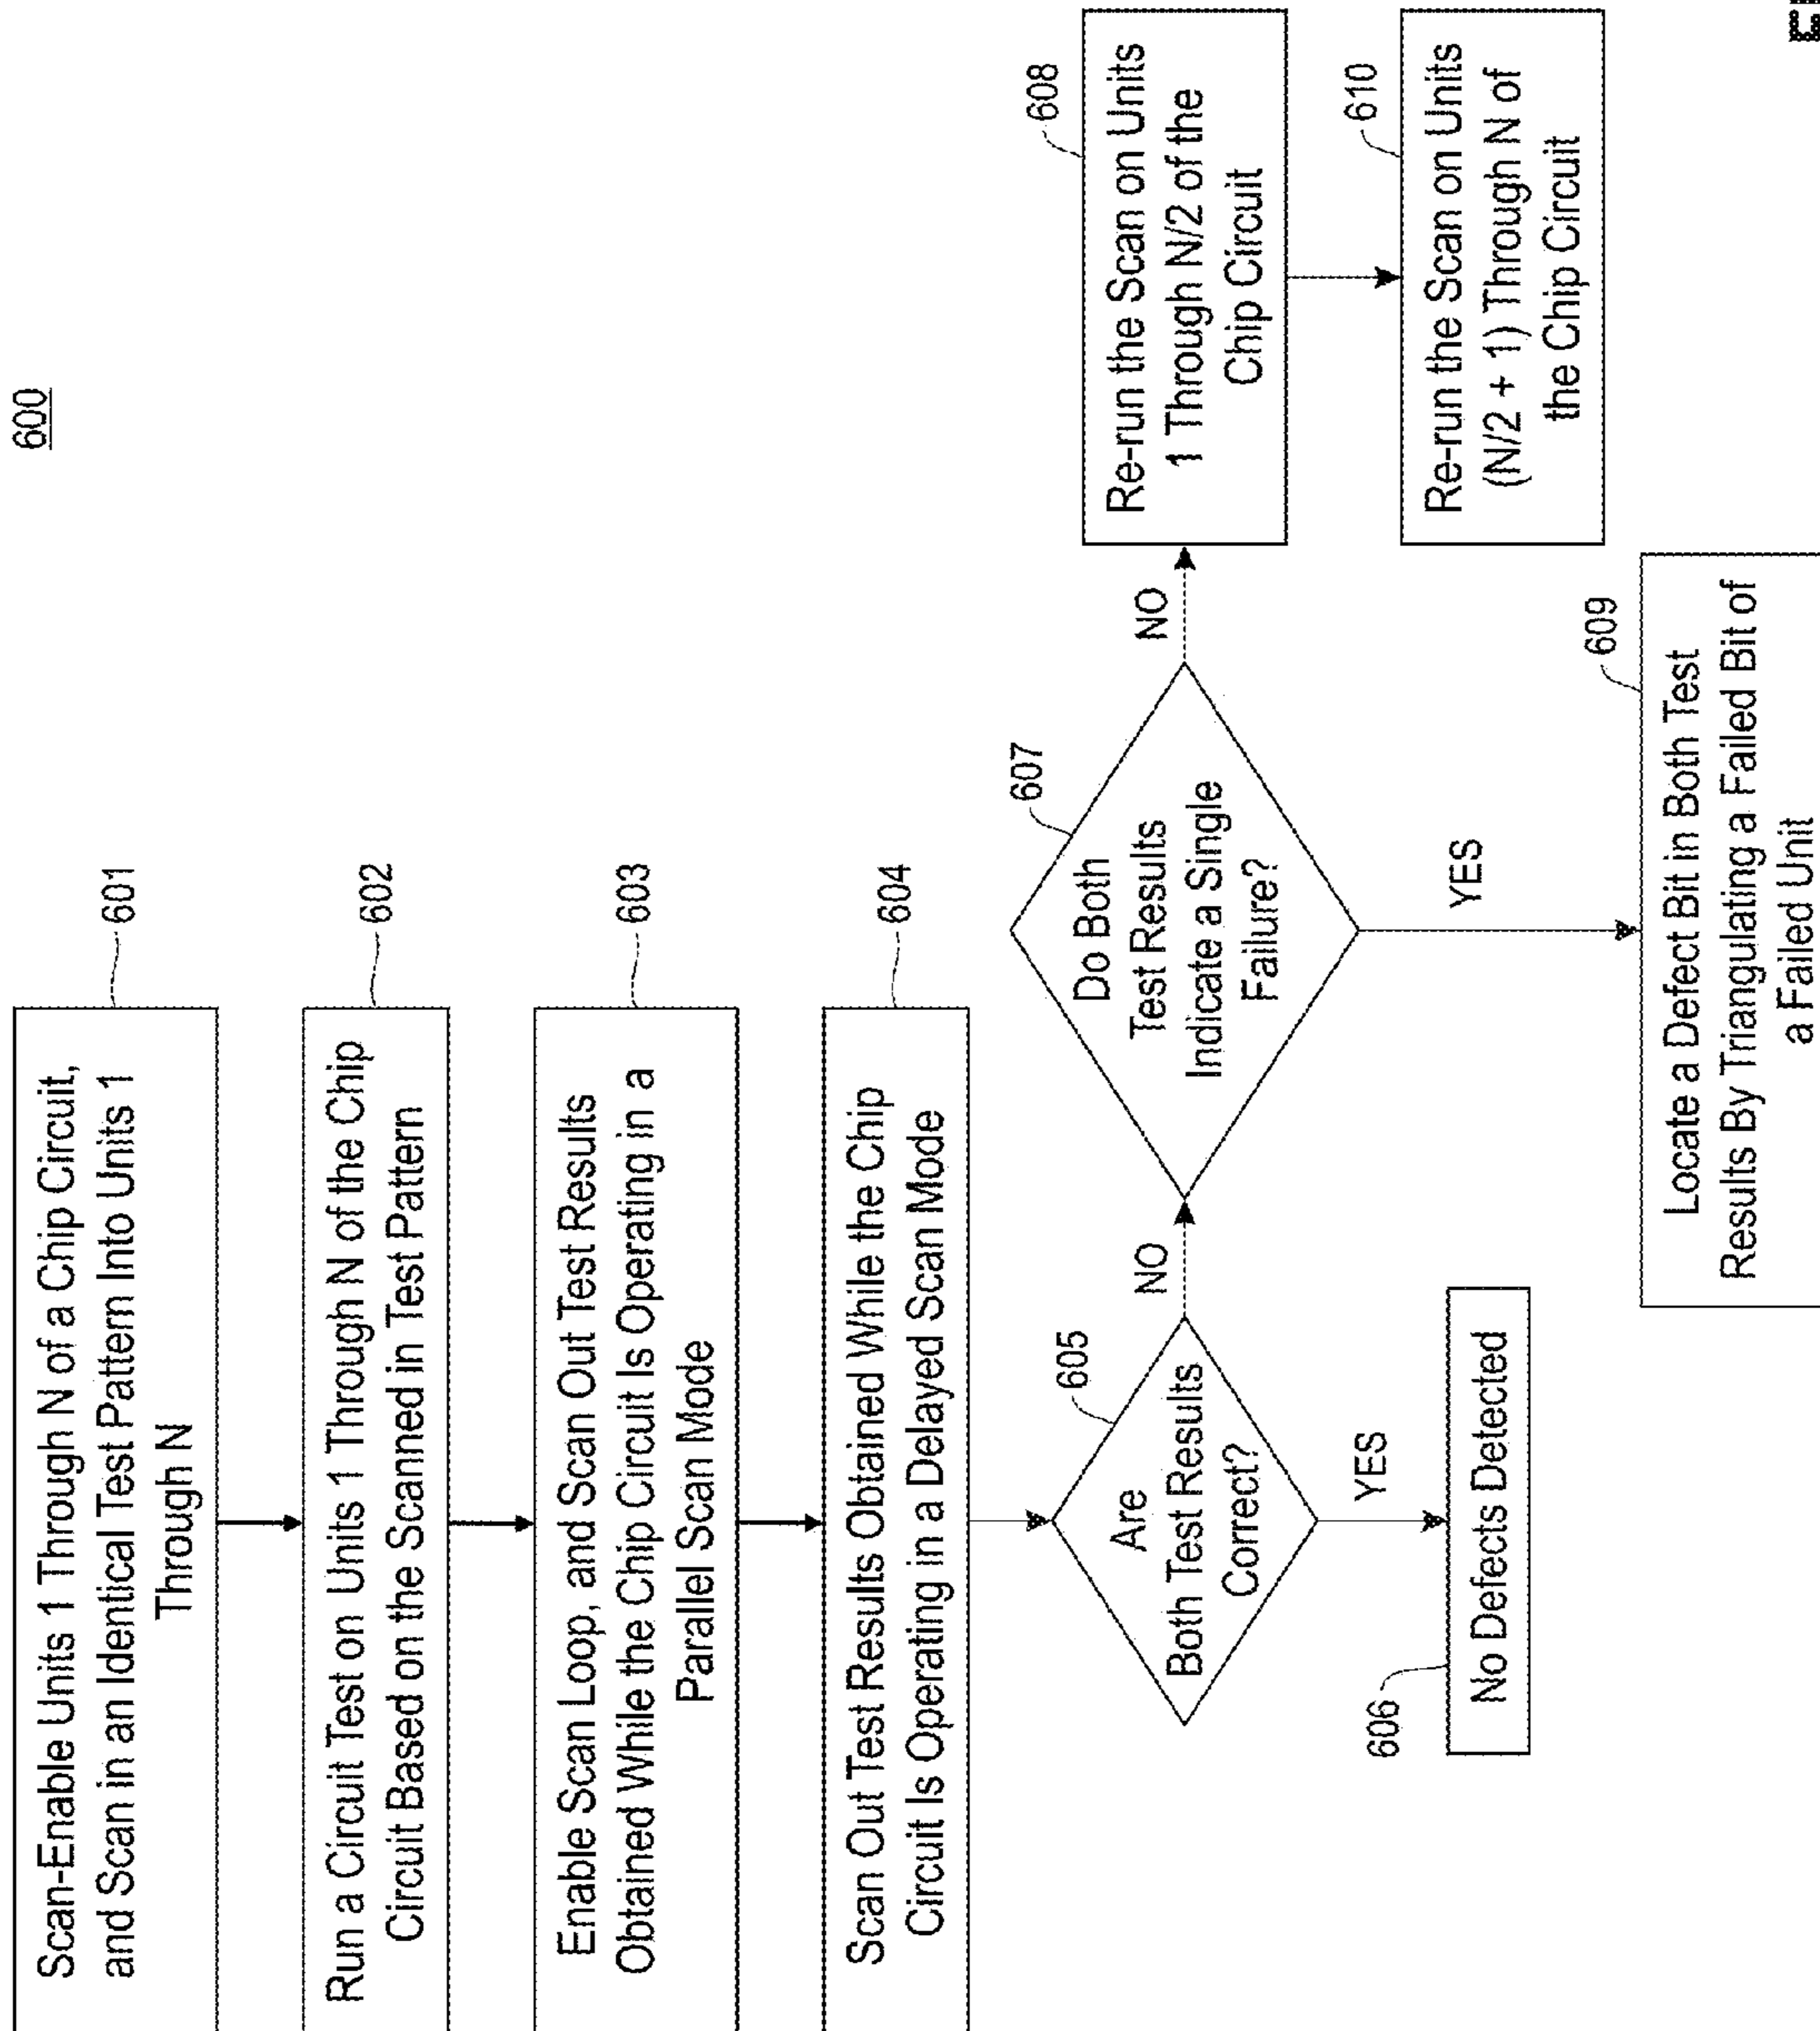 600
Scan-Enable Units 1 Through N of a Chip Circuit,
and Scan in an Identical Test Pattern Into Units 1
Through N
601
Run a Circuit Test on Units 1 Through N of the Chip
Circuit Based on the Scanned in Test Pattern
602
Enable Scan Loop, and Scan Out Test Results
Obtained While the Chip Circuit Is Operating in a
Parallel Scan Mode
603
Scan Out Test Results Obtained While the Chip
Circuit Is Operating in a Delayed Scan Mode
604
Are
Both Test Results
Correct?
605
YES
NO
606
No Defects Detected
607
Do Both
Test Results
Indicate a Single
Failure?
NO
YES
608
Re-run the Scan on Units
1 Through N/2 of the
Chip Circuit
610
Re-run the Scan on Units
(N/2 + 1) Through N of
the Chip Circuit
609
Locate a Defect Bit in Both Test
Results By Triangulating a Failed Bit of
a Failed Unit